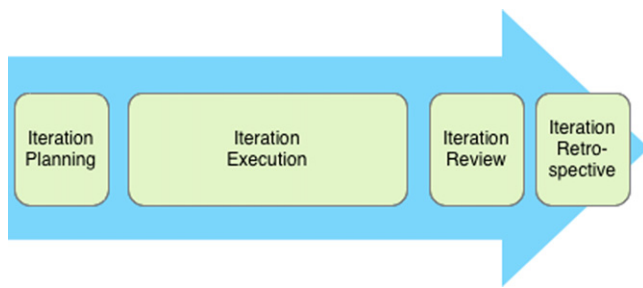 Iteration
Planning
Iteration
Execution
Iteration
Review
Iteration
Retro-
spective